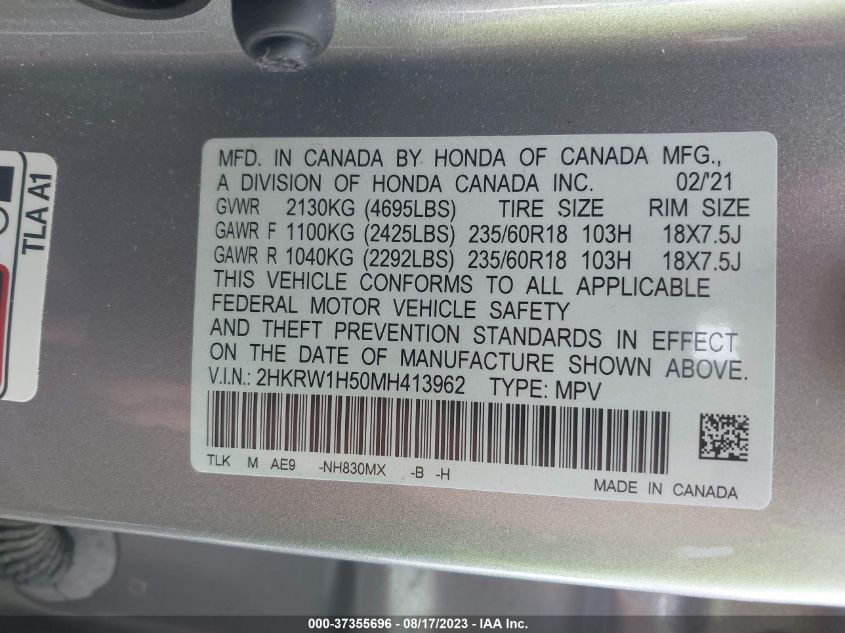 TLA A1
MFD. IN CANADA BY HONDA OF CANADA MFG.,
A DIVISION OF HONDA CANADA INC. 02/'21
GVWR 2130KG (4695LBS) TIRE SIZE RIM SIZE
GAWR F 1100KG (2425LBS) 235/60R18 103H 18X7.5J
GAWR R 1040KG (2292LBS) 235/60R18 103H 18X7.5J
THIS VEHICLE CONFORMS TO ALL APPLICABLE
FEDERAL MOTOR VEHICLE SAFETY
AND THEFT PREVENTION STANDARDS IN EFFECT
ON THE DATE OF MANUFACTURE SHOWN ABOVE.
V.I.N.: 2HKRW1H50MH413962 TYPE: MPV
TLK M AE9 -NH830MX -B -H
MADE IN CANADA
000-37355696 - 08/17/2023 - IAA Inc.